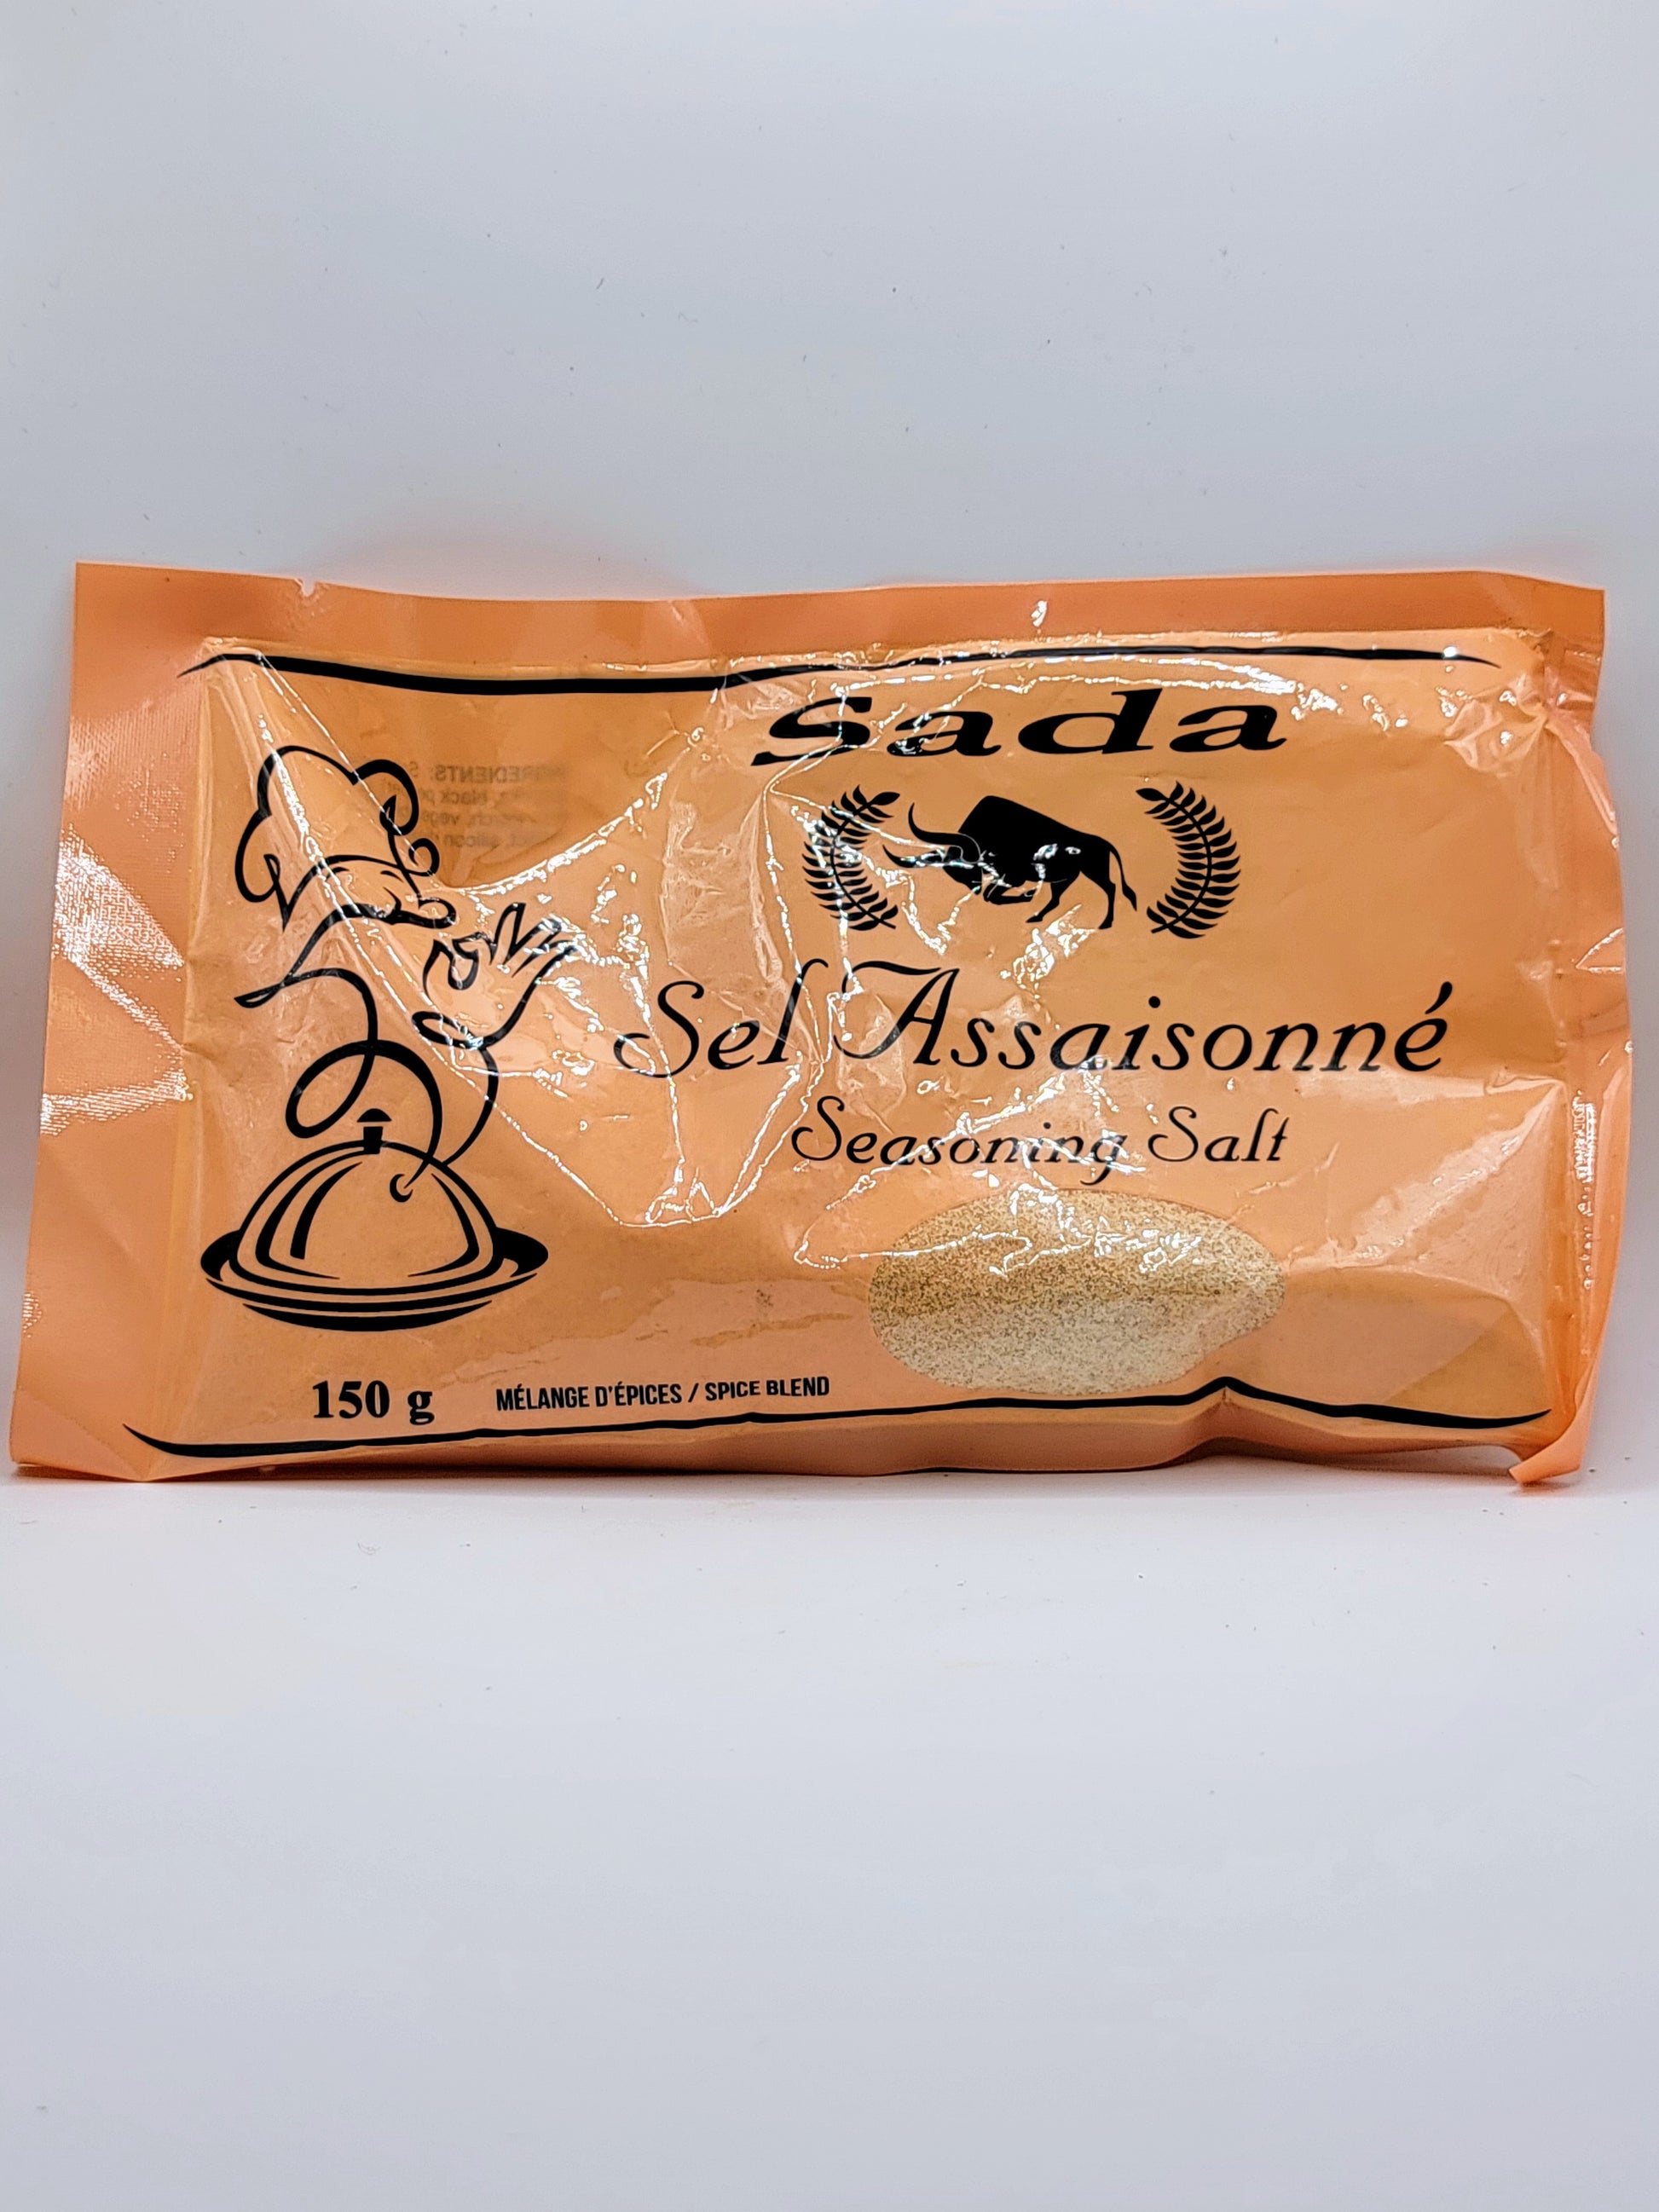 Sada
Sel Assaisonné
Seasoning Salt
150 g
MÉLANGE D'ÉPICES / SPICE BLEND